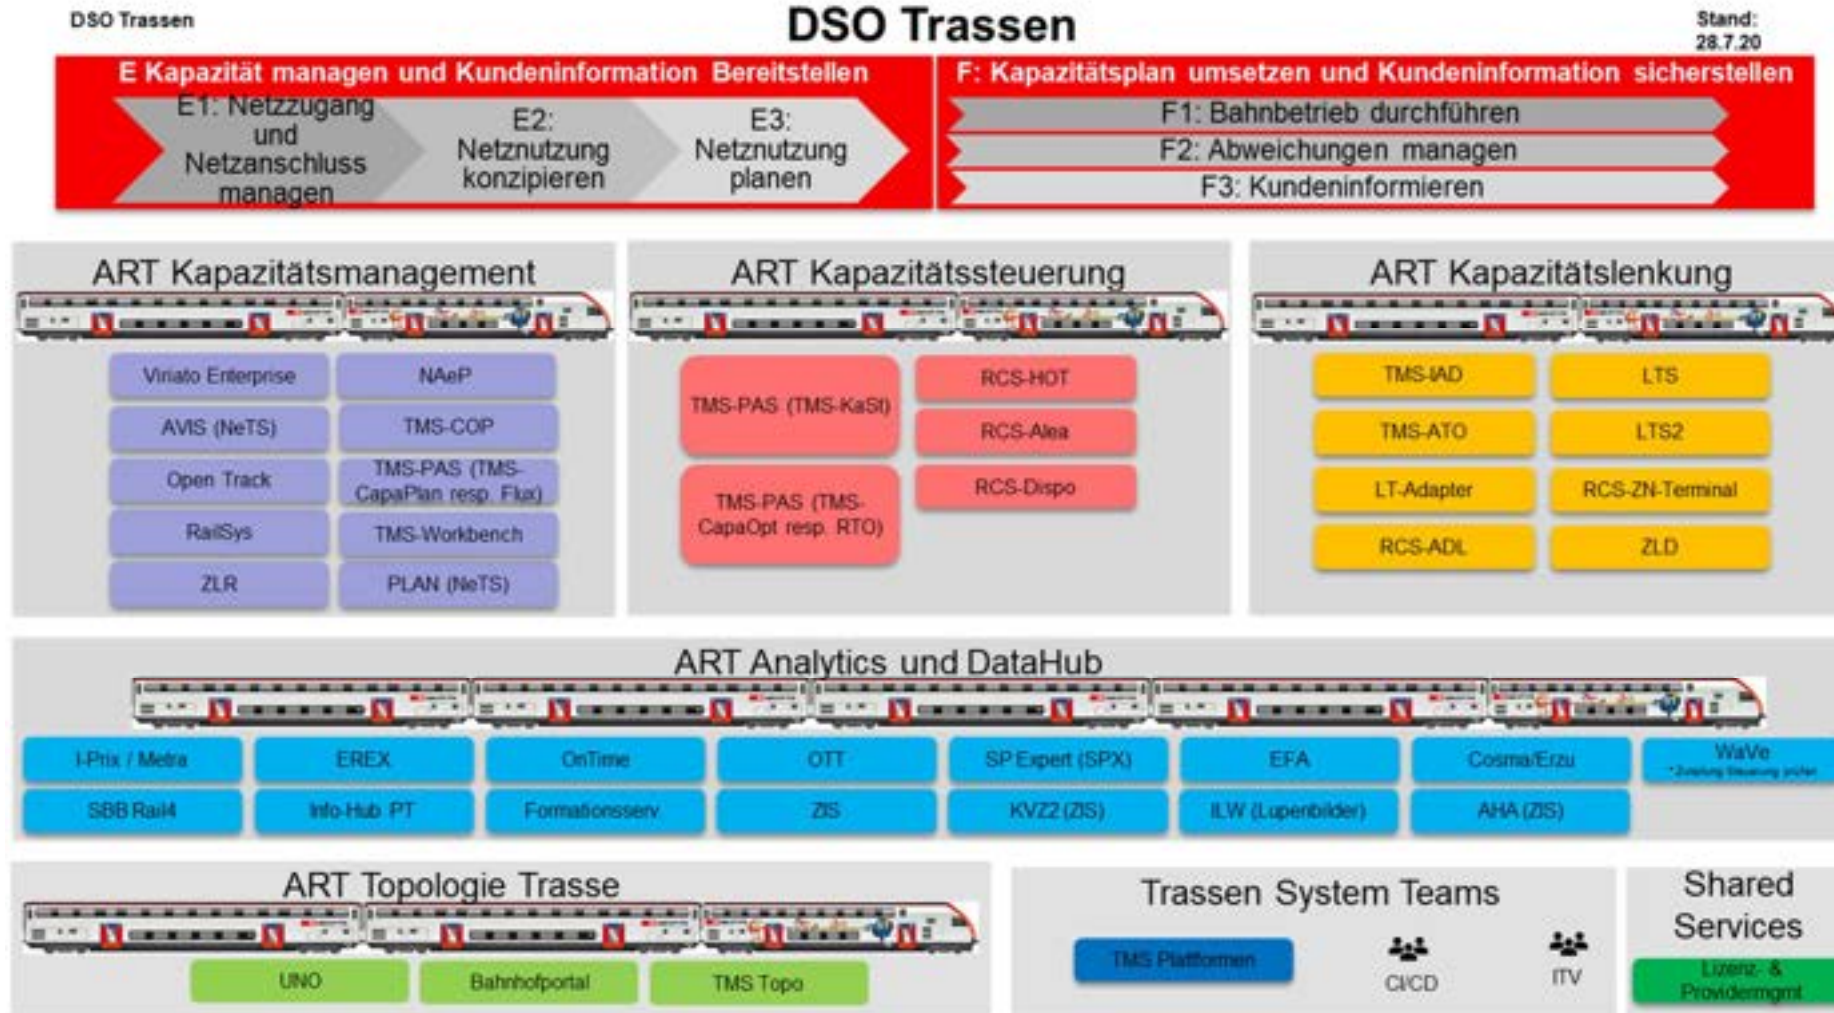 DSO Trassen
DSO Trassen
Stand:
28.7.20
E Kapazität managen und Kundeninformation Bereitstellen
E1: Netzzugang
und
Netzanschluss
managen
E2:
Netznutzung
konzipieren
E3:
Netznutzung
planen
F: Kapazitätsplan umsetzen und Kundeninformation sicherstellen
F1: Bahnbetrieb durchführen
F2: Abweichungen managen
F3: Kundeninformieren
ART Kapazitätsmanagement
Viriato Enterprise
NAeP
AVIS (NeTS)
TMS-COP
Open Track
TMS-PAS (TMS-
CapaPlan resp. Flux)
RailSys
TMS-Workbench
ZLR
PLAN (NeTS)
ART Kapazitätssteuerung
TMS-PAS (TMS-KaSt)
TMS-PAS (TMS-
CapaOpt resp. RTO)
RCS-HOT
RCS-Alea
RCS-Dispo
ART Kapazitätslenkung
TMS-IAD
LTS
TMS-ATO
LTS2
LT-Adapter
RCS-ZN-Terminal
RCS-ADL
ZLD
ART Analytics und DataHub
I-Prix / Metra
EREX
OnTime
OTT
SP Expert (SPX)
EFA
Cosma/Erzu
WaVe
*Zuteilung Steuerung prüfen
SBB Rail4
Info-Hub PT
Formationsserv.
ZIS
KVZ2 (ZIS)
ILW (Lupenbilder)
AHA (ZIS)
ART Topologie Trasse
UNO
Bahnhofportal
TMS Topo
Trassen System Teams
TMS Plattformen
CI/CD
ITV
Shared
Services
Lizenz- &
Providermgmt